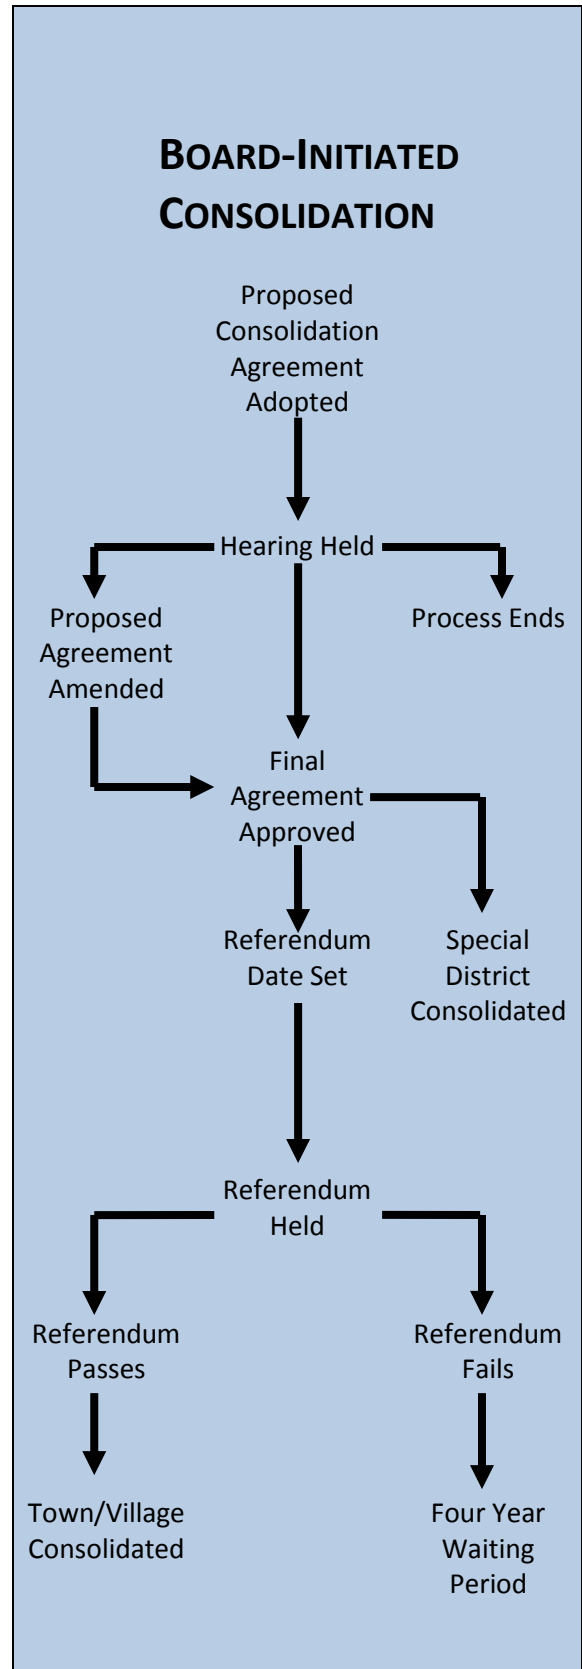 BOARD-INITIATED
CONSOLIDATION
Proposed
Consolidation
Agreement
Adopted
Hearing Held
Proposed
Agreement
Amended
Process Ends
Final
Agreement
Approved
Referendum
Date Set
Special
District
Consolidated
Referendum
Held
Referendum
Passes
Referendum
Fails
Town/Village
Consolidated
Four Year
Waiting
Period